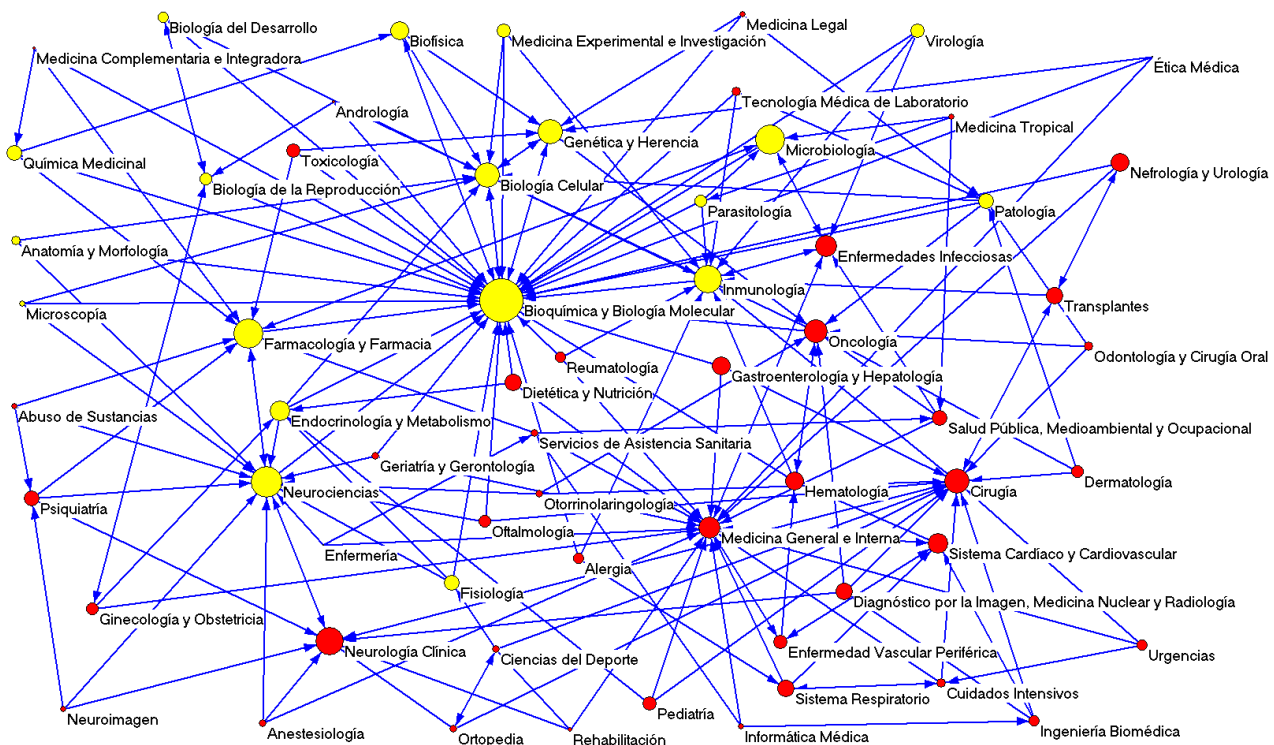 Medicina Legal
Biología del Desarrollo
Biofísica
Medicina Experimental e Investigación
Virología
Medicina Complementaria e Integradora
Ética Médica
Tecnología Médica de Laboratorio
Andrología
Medicina Tropical
Genética y Herencia
Microbiología
Química Medicinal
Toxicología
Nefrología y Urología
Biología de la Reproducción
Biología Celular
Parasitología
Patología
Anatomía y Morfología
Enfermedades Infecciosas
Inmunología
Transplantes
Microscopía
Bioquímica y Biología Molecular
Farmacología y Farmacia
Oncología
Odontología y Cirugía Oral
Reumatología
Gastroenterología y Hepatología
Dietética y Nutrición
Abuso de Sustancias
Endocrinología y Metabolismo
Salud Pública, Medioambiental y Ocupacional
Servicios de Asistencia Sanitaria
Geriatría y Gerontología
Dermatología
Neurociencias
Hematología
Cirugía
Otorrinolaringología
Psiquiatría
Oftalmología
Medicina General e Interna
Enfermería
Sistema Cardíaco y Cardiovascular
Alergia
Fisiología
Diagnóstico por la Imagen, Medicina Nuclear y Radiología
Ginecología y Obstetricia
Neurología Clínica
Ciencias del Deporte
Enfermedad Vascular Periférica
Urgencias
Sistema Respiratorio
Cuidados Intensivos
Neuroimagen
Pediatría
Anestesiología
Ortopedia
Rehabilitación
Informática Médica
Ingeniería Biomédica